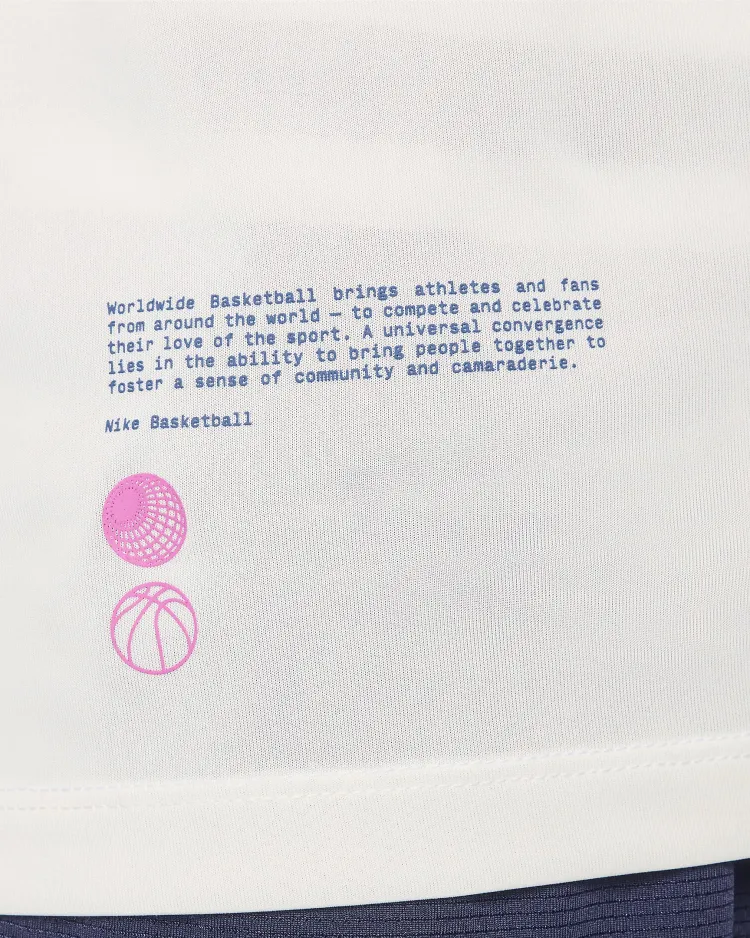 Worldwide Basketball brings athletes and fans
from around the world — to compete and celebrate
their love of the sport. A universal convergence
lies in the ability to bring people together to
foster a sense of community and camaraderie.
Nike Basketball